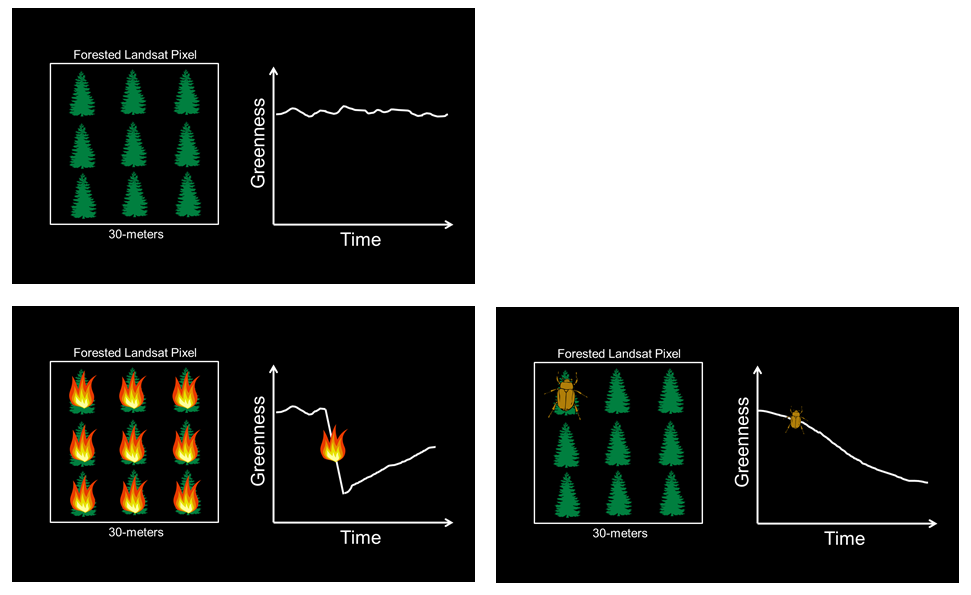 Forested Landsat Pixel
Greenness
30-meters
Time
Forested Landsat Pixel
Greenness
30-meters
Time
Forested Landsat Pixel
Greenness
30-meters
Time